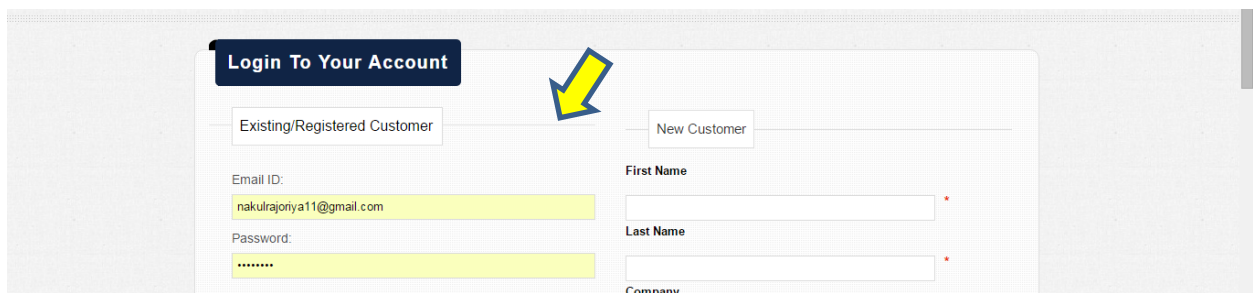 Login To Your Account
Existing/Registered Customer
Email ID:
nakulrajoriya11@gmail.com
Password:
••••••••
New Customer
First Name
*
Last Name
*
Company